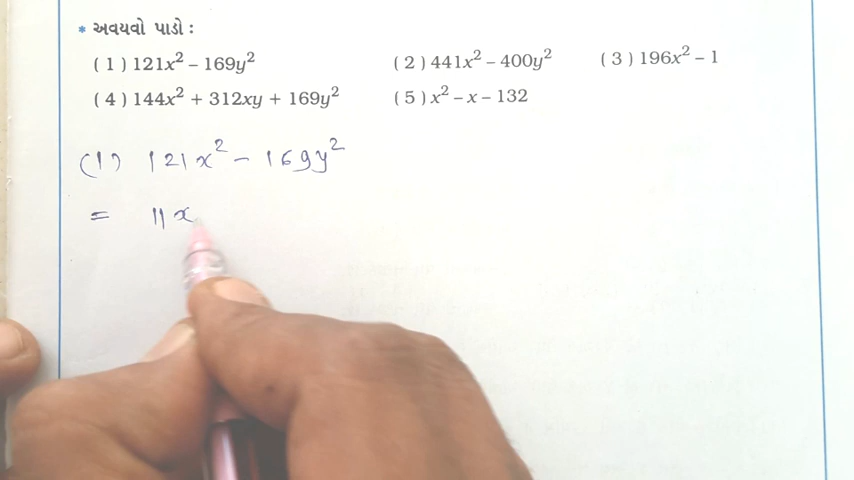 * અવયવો પાડો :
( 1 ) 121x² – 169y² ( 2 ) 441x² – 400y² ( 3 ) 196x² – 1
( 4 ) 144x² + 312xy + 169y² ( 5 ) x² – x – 132
(1) 121x² – 169y²
= 11x